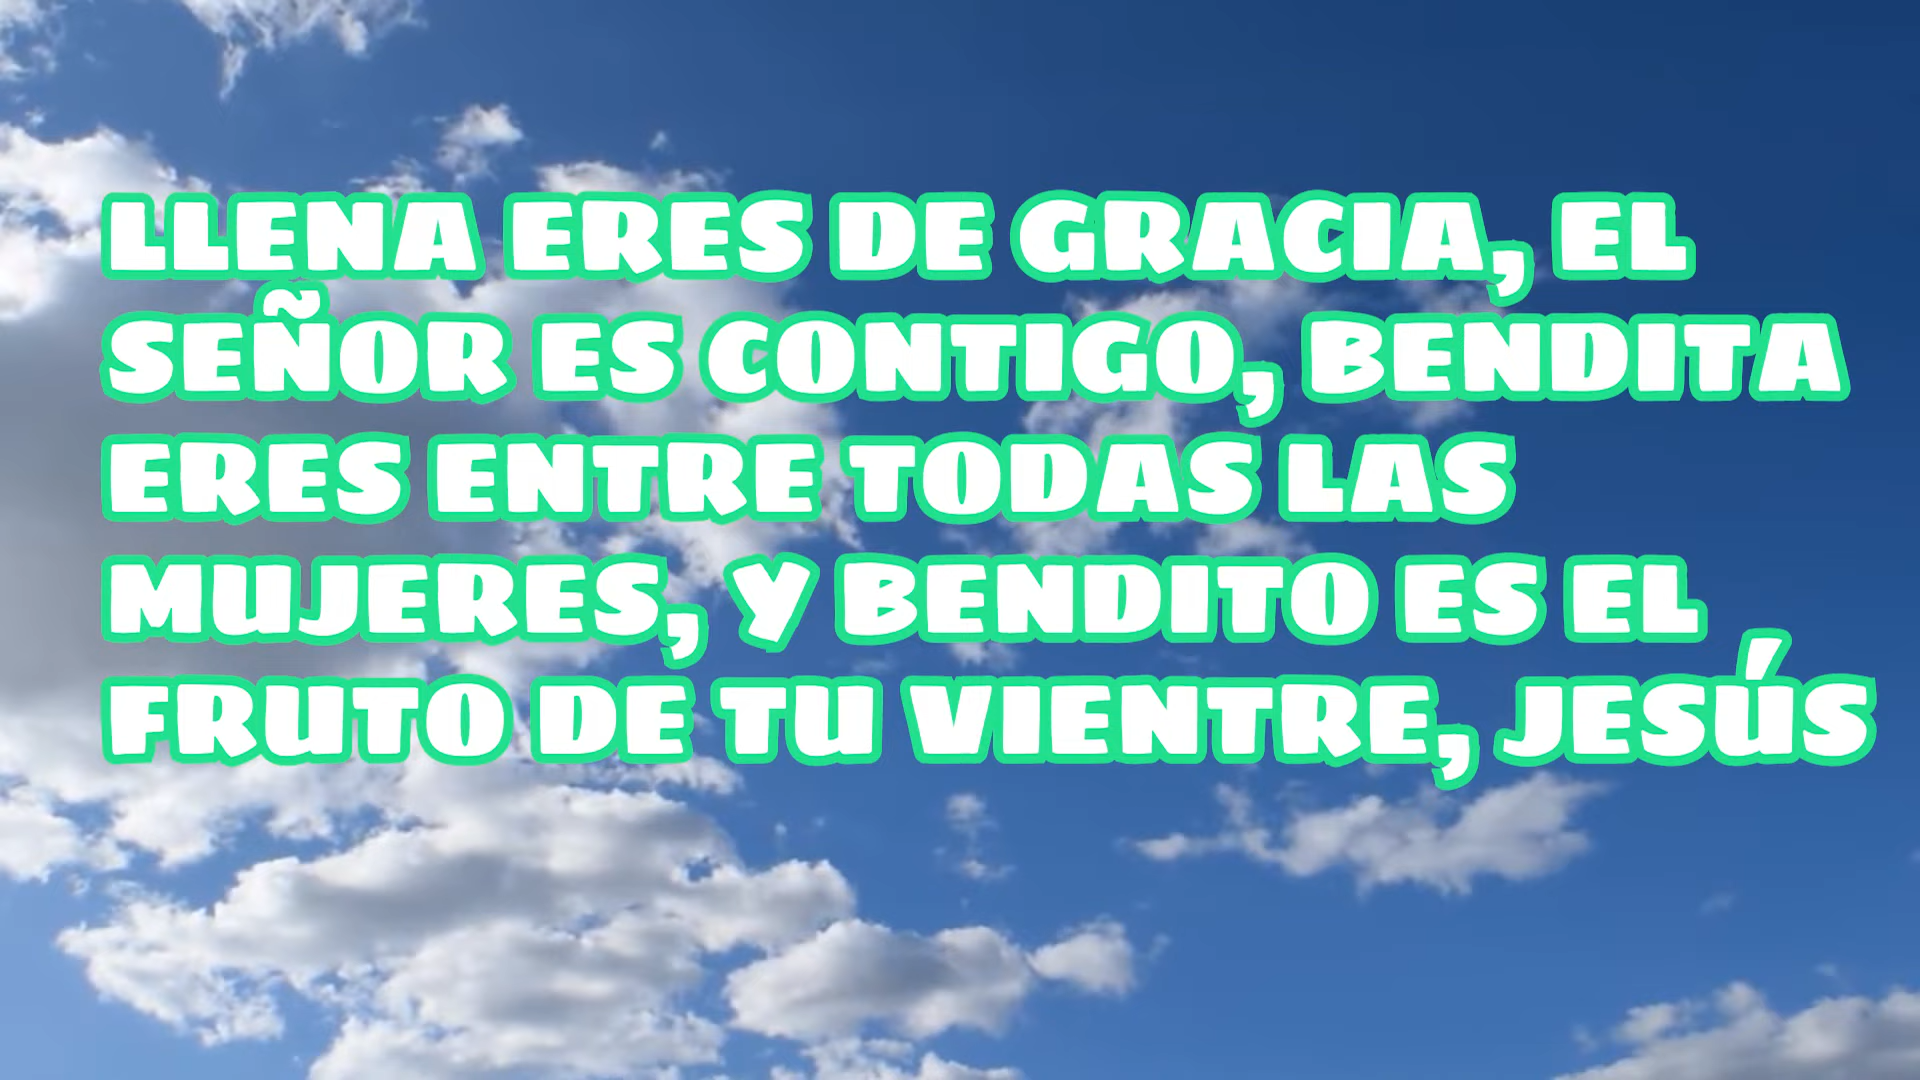 LLENA ERES DE GRACIA, EL
SEÑOR ES CONTIGO, BENDITA
ERES ENTRE TODAS LAS
MUJERES, Y BENDITO ES EL
FRUTO DE TU VIENTRE, JESÚS